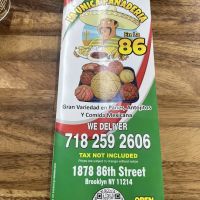 LA UNICA PANADERIA
En La
86
Gran Variedad en Panes, Antojitos
Y Comida Mexicana
WE DELIVER
718 259 2606
TAX NOT INCLUDED
1878 86th Street
Brooklyn NY 11214
OPEN